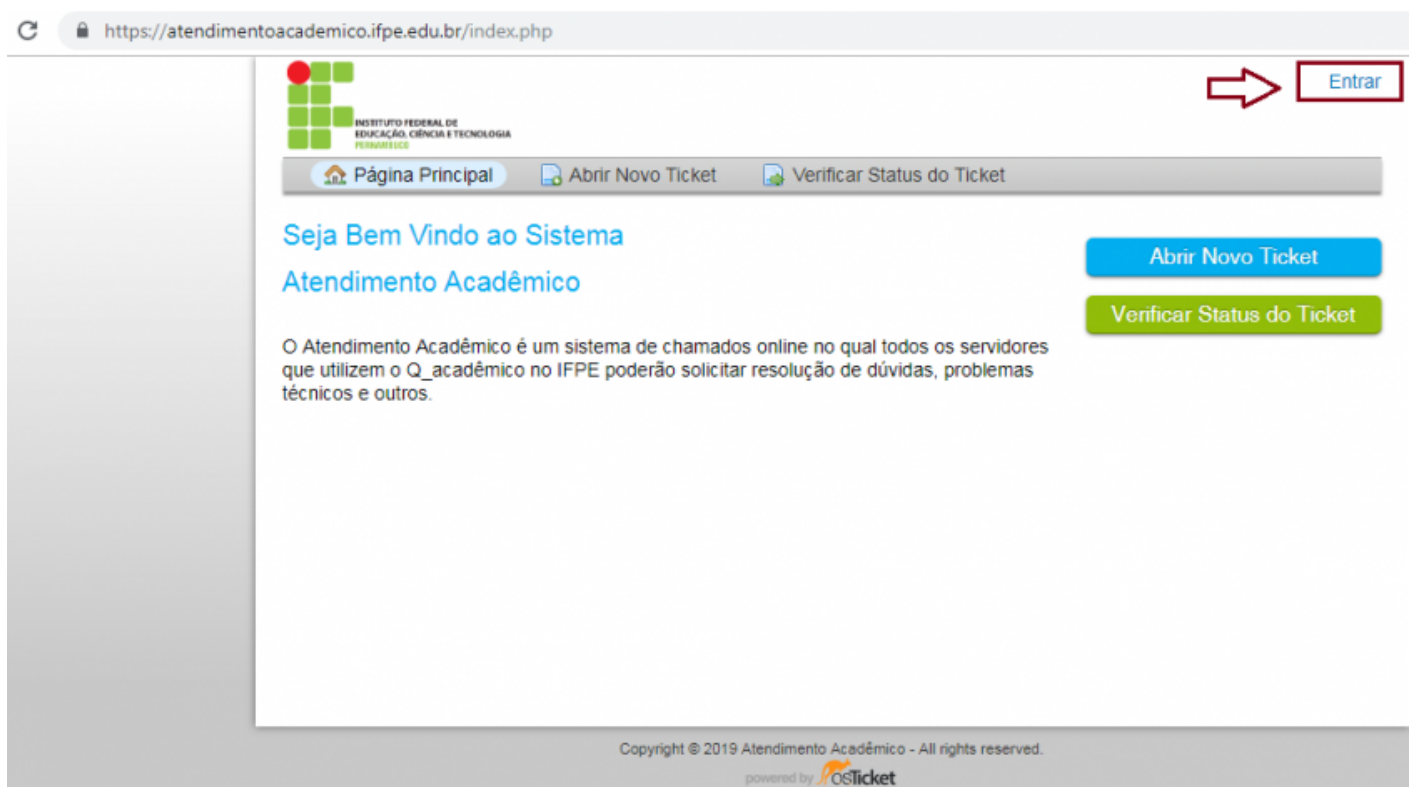 https://atendimentoacademico.ifpe.edu.br/index.php
Entrar
INSTITUTO FEDERAL DE
EDUCAÇÃO, CIÊNCIA E TECNOLOGIA
PERNAMBUCO
Página Principal Abrir Novo Ticket Verificar Status do Ticket
Seja Bem Vindo ao Sistema
Atendimento Acadêmico
O Atendimento Acadêmico é um sistema de chamados online no qual todos os servidores
que utilizem o Q_acadêmico no IFPE poderão solicitar resolução de dúvidas, problemas
técnicos e outros.
Abrir Novo Ticket
Verificar Status do Ticket
Copyright © 2019 Atendimento Acadêmico - All rights reserved.
powered by osTicket